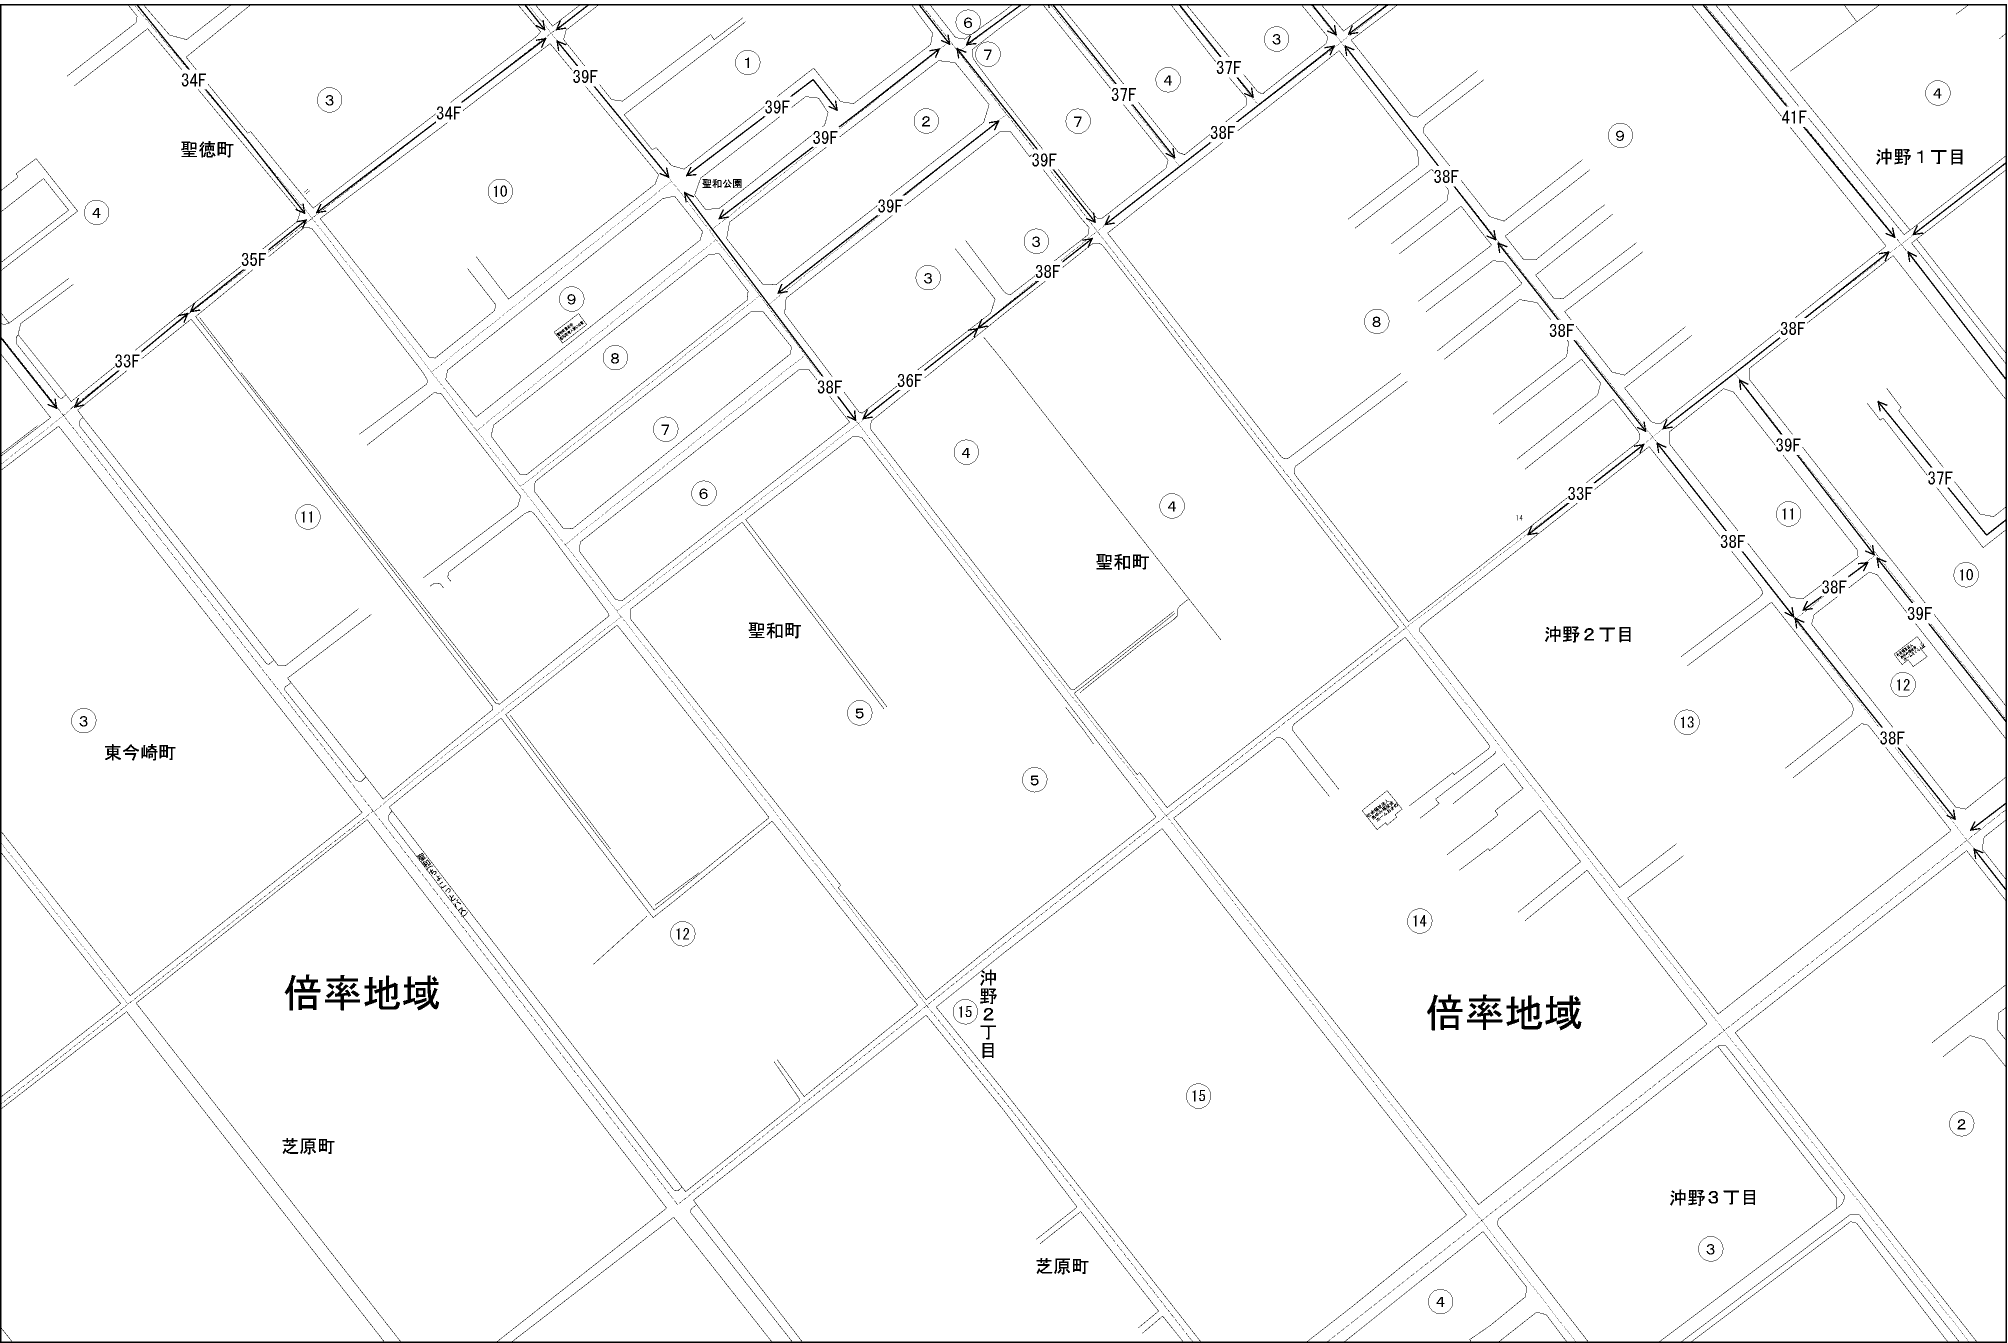 ⑥
③
①
⑦
34F
39F
37F
④
④
③
37F
39F
34F
41F
②
⑦
38F
⑨
39F
聖徳町
沖野1丁目
39F
38F
聖和公園
⑩
④
39F
③
35F
38F
③
⑨
⑧
38F
38F
⑧
33F
36F
38F
⑦
39F
④
37F
⑥
33F
④
⑪
⑪
14
38F
聖和町
⑩
38F
39F
聖和町
沖野2丁目
⑫
⑤
③
⑬
38F
東今崎町
⑤
⑭
⑫
倍率地域
沖野2丁目
⑮
倍率地域
⑮
②
芝原町
沖野3丁目
③
芝原町
④